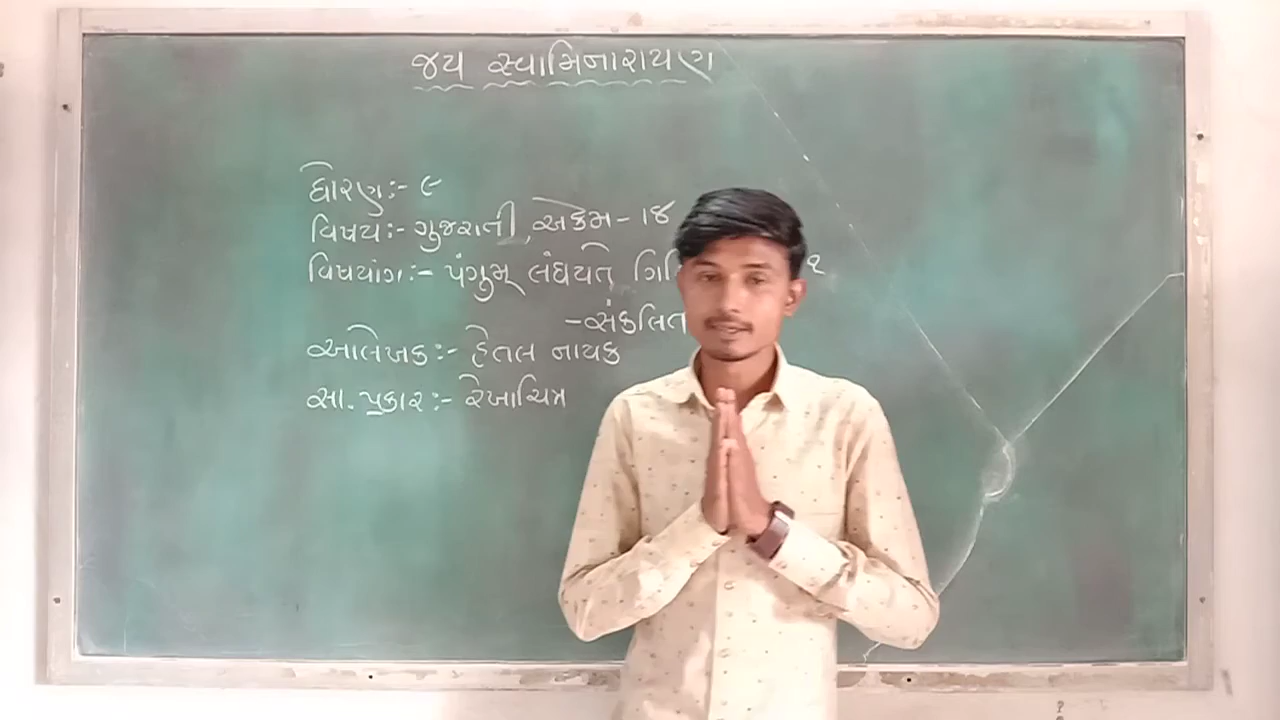 જય સ્વામિનારાયણ
ધોરણ:- ૯
વિષય:- ગુજરાતી, એકમ - ૧૪
વિષયાંગ:- પંગુમ્ લંઘયતે
- સંકલિત
આલેખક:- હેતલ નાયક
સા. પ્રકાર:- રેખાચિત્ર